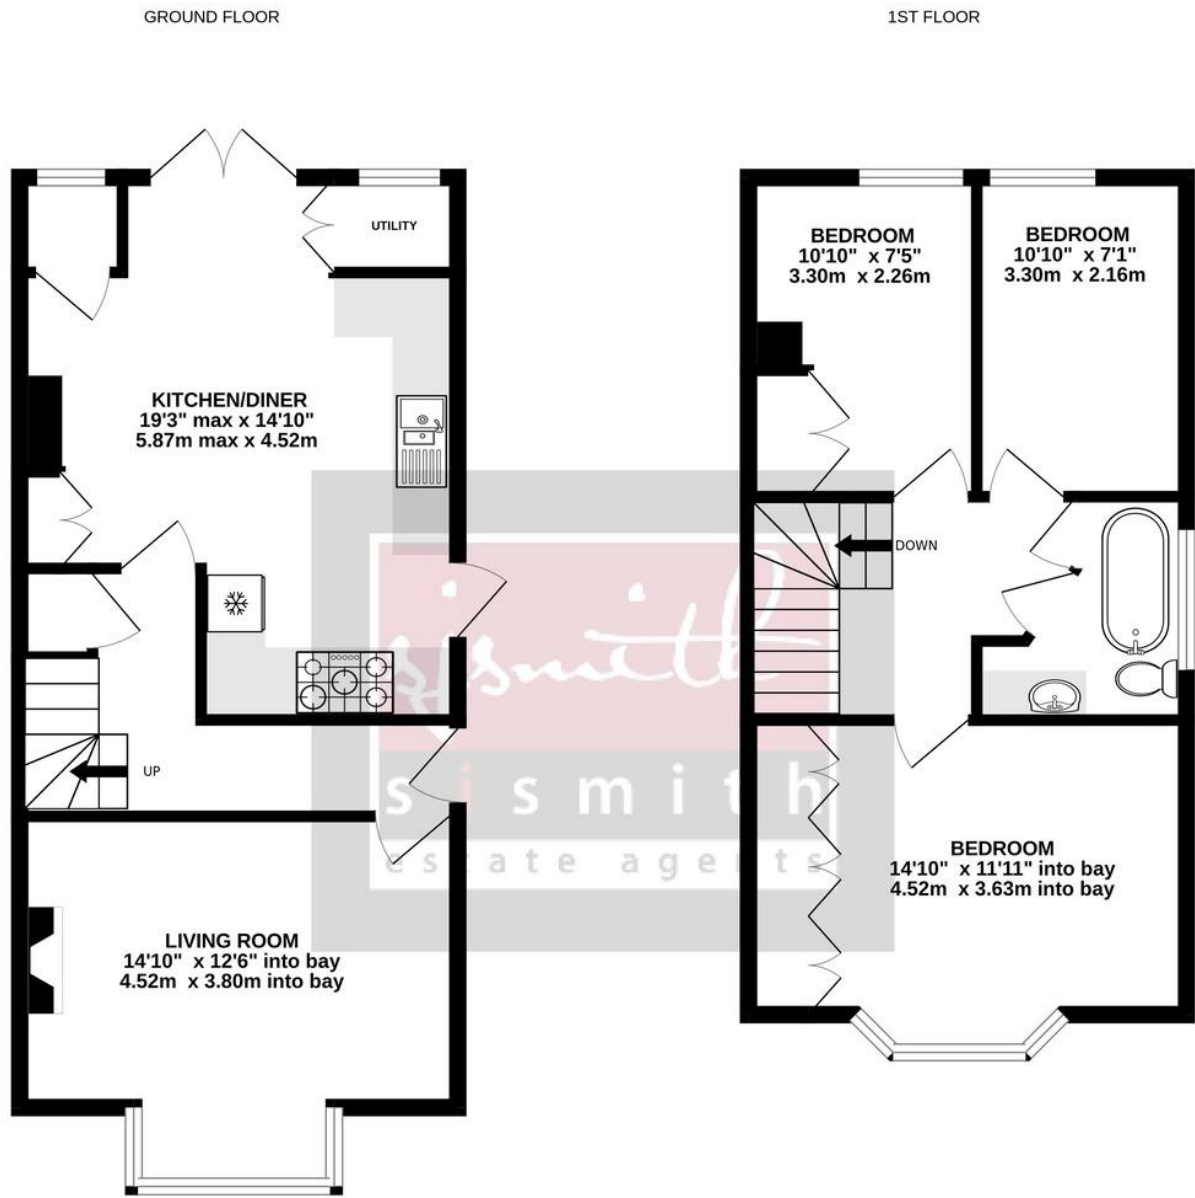 GROUND FLOOR
1ST FLOOR
UTILITY
KITCHEN/DINER
19'3" max x 14'10"
5.87m max x 4.52m
UP
LIVING ROOM
14'10" x 12'6" into bay
4.52m x 3.80m into bay
BEDROOM
10'10" x 7'5"
3.30m x 2.26m
BEDROOM
10'10" x 7'1"
3.30m x 2.16m
DOWN
BEDROOM
14'10" x 11'11" into bay
4.52m x 3.63m into bay
sjsmith
sjsmith
estate agents